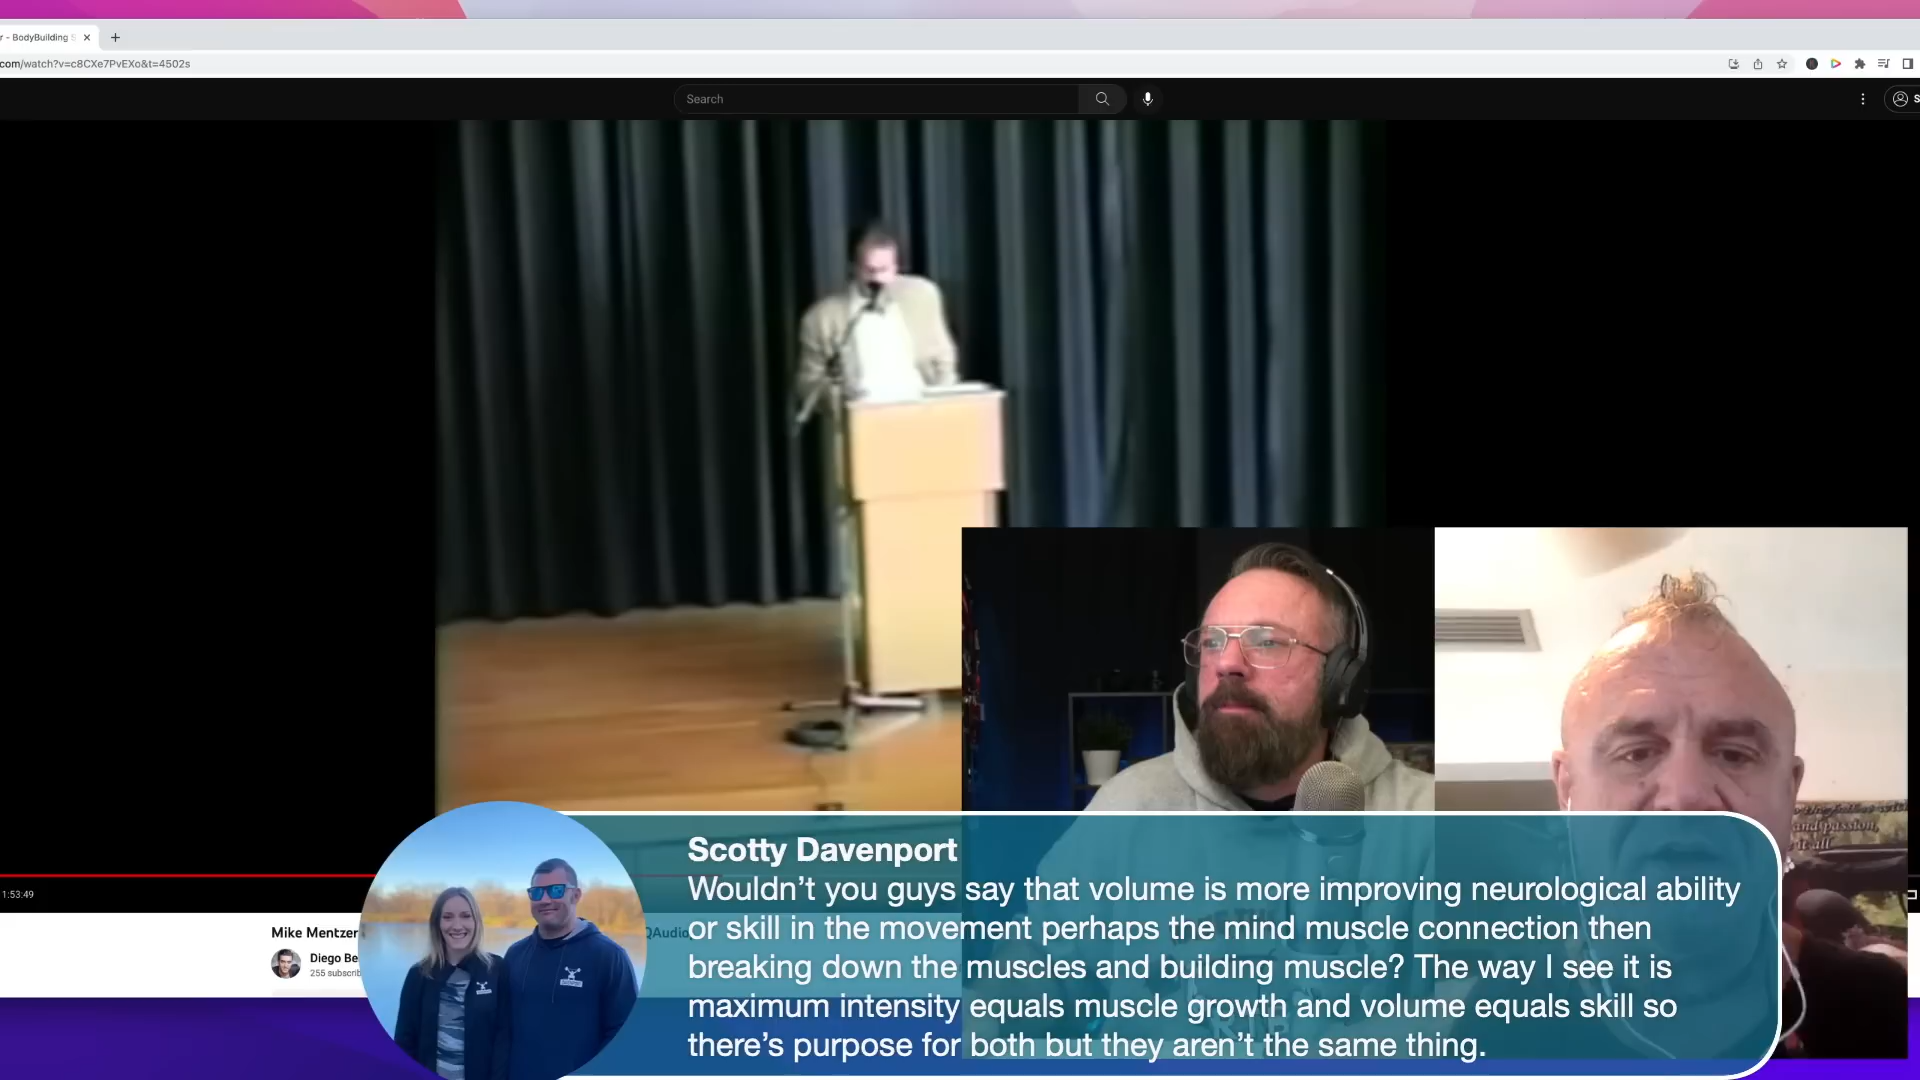 r - BodyBuilding S
com/watch?v=c8CXe7PvEXo&t=4502s
Search
S
1:53:49
Mike Mentzer
QAudio
Diego Be
255 subscrib
and passion,
Scotty Davenport
Wouldn't you guys say that volume is more improving neurological ability
or skill in the movement perhaps the mind muscle connection then
breaking down the muscles and building muscle? The way I see it is
maximum intensity equals muscle growth and volume equals skill so
there's purpose for both but they aren't the same thing.